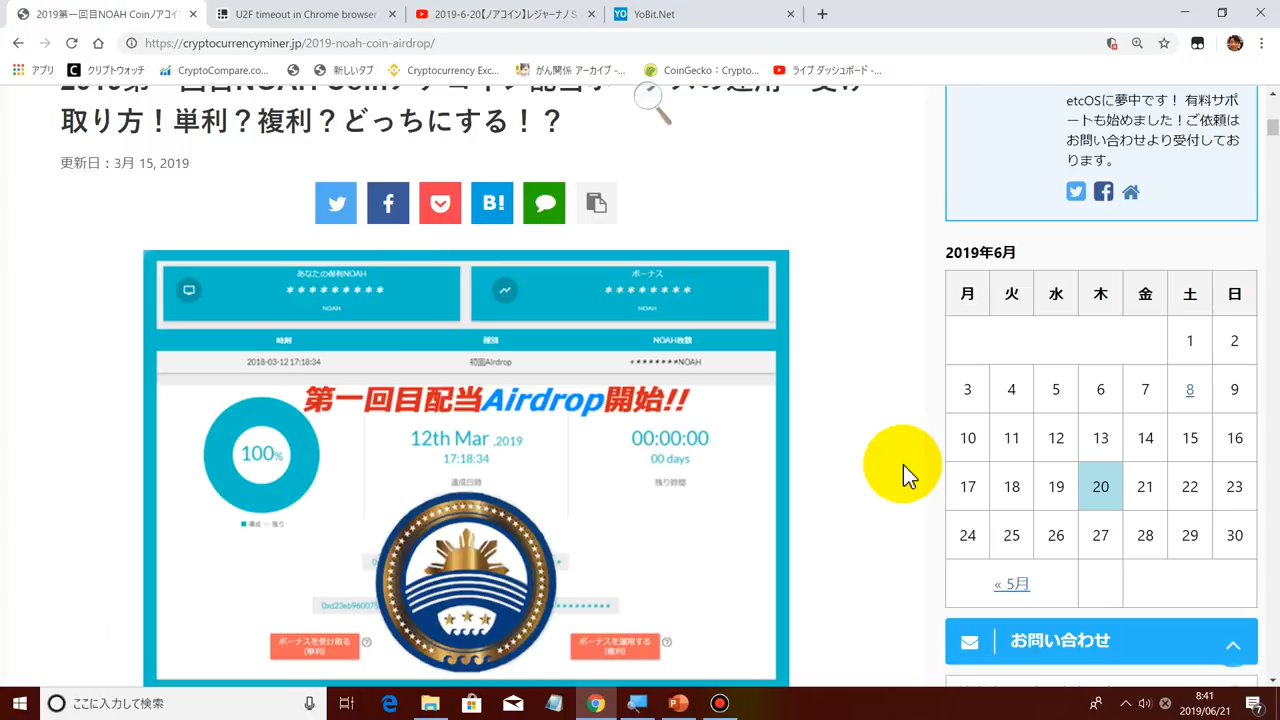 2019第一回目NOAH Coinノアコイ
U2F timeout in Chrome browser
2019-6-20【ノアコイン】レジャーナノ S
YoBit.Net
https://cryptocurrencyminer.jp/2019-noah-coin-airdrop/
アプリ
クリプトウォッチ
CryptoCompare.co...
新しいタブ
Cryptocurrency Exc...
がん関係 アーカイブ -...
CoinGecko：Crypto...
ライブ ダッシュボード -...
取り方！単利？複利？どっちにする！？
更新日：3月 15, 2019
B!
あなたの保有NOAH
*********
NOAH
ボーナス
********
NOAH
時刻 種図 NOAH枚数
2018-03-12 17:18:34 初回Airdrop +********NOAH
第一回目配当Airdrop開始!!
100%
12th Mar ,2019
17:18:34
達成日時
00:00:00
00 days
残り時間
達成 残り
ボーナスを受け取る
(単利)
ボーナスを運用する
(複利)
etcOSに夢中です！ 有料サポ
ートも始めました！ご依頼は
お問い合わせより受付してお
ります。
2019年6月
月 火 水 木 金 土 日
1 2
3 4 5 6 7 8 9
10 11 12 13 14 15 16
17 18 19 20 21 22 23
24 25 26 27 28 29 30
« 5月
お問い合わせ
ここに入力して検索
8:41
2019/06/21
7